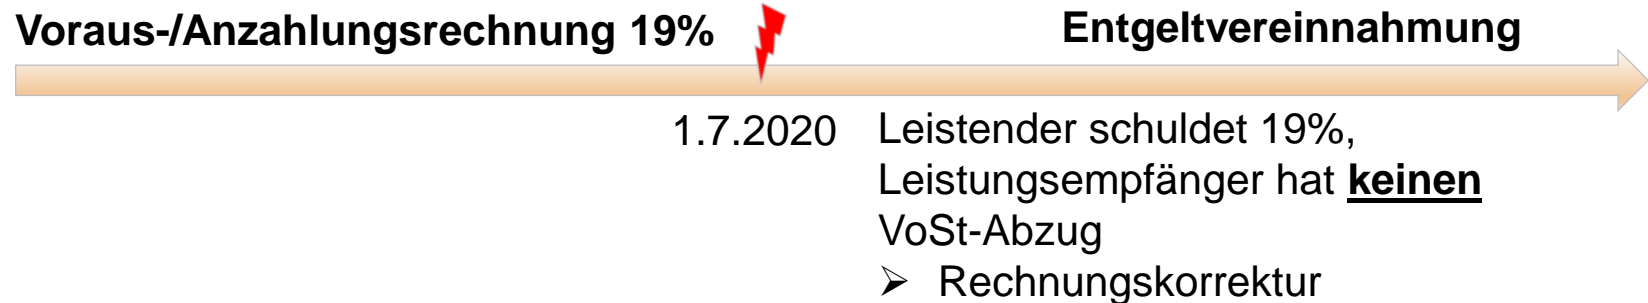 Voraus-/Anzahlungsrechnung 19%
Entgeltvereinnahmung
1.7.2020
Leistender schuldet 19%,
Leistungsempfänger hat keinen
VoSt-Abzug
➢ Rechnungskorrektur